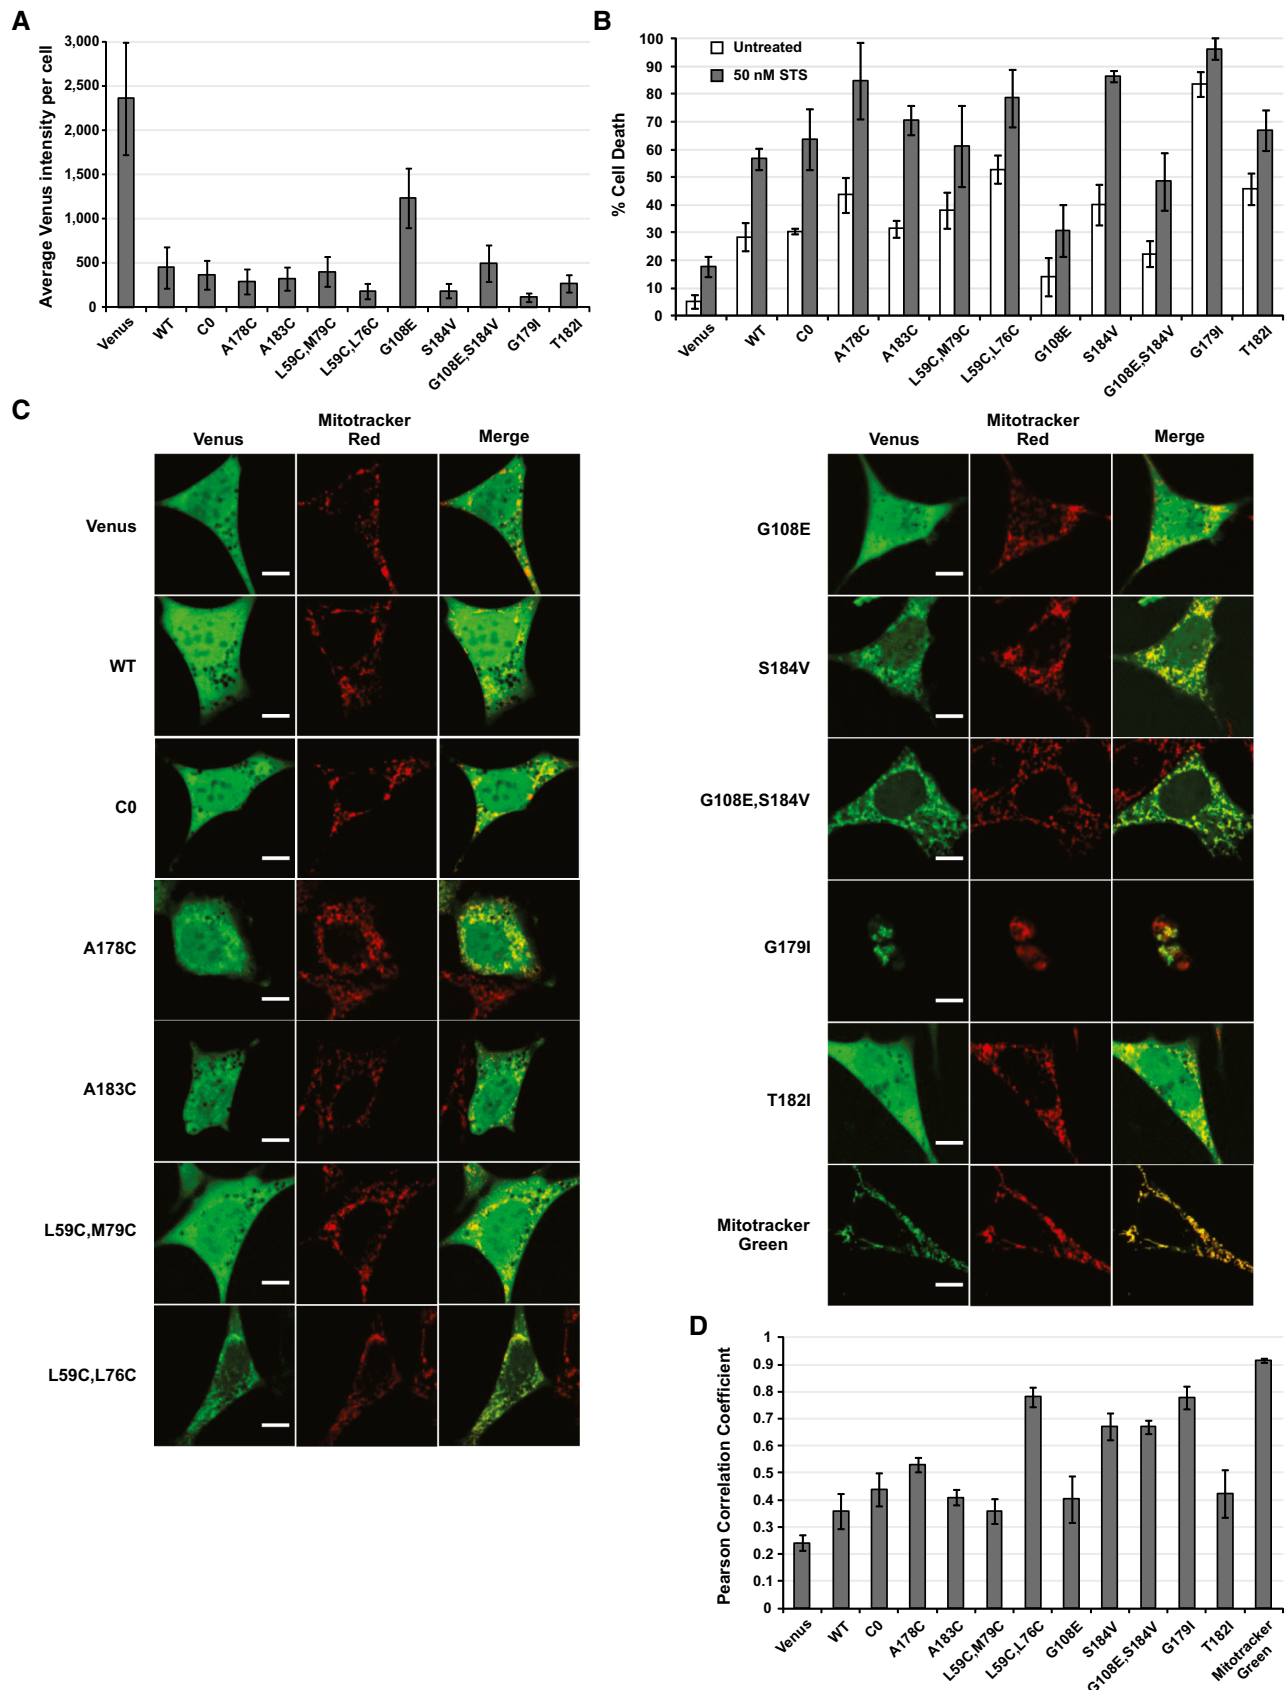 A
Average Venus intensity per cell
3,000
2,500
2,000
1,500
1,000
500
0
Venus
WT
C0
A178C
A183C
L59C,M79C
L59C,L76C
G108E
S184V
G108E,S184V
G179I
T182I
B
% Cell Death
100
90
80
70
60
50
40
30
20
10
0
Untreated
50 nM STS
Venus
WT
C0
A178C
A183C
L59C,M79C
L59C,L76C
G108E
S184V
G108E,S184V
G179I
T182I
C
Venus
Mitotracker
Red
Merge
Venus
WT
C0
A178C
A183C
L59C,M79C
L59C,L76C
Venus
Mitotracker
Red
Merge
G108E
S184V
G108E,S184V
G179I
T182I
Mitotracker
Green
D
Pearson Correlation Coefficient
1
0.9
0.8
0.7
0.6
0.5
0.4
0.3
0.2
0.1
0
Venus
WT
C0
A178C
A183C
L59C,M79C
L59C,L76C
G108E
S184V
G108E,S184V
G179I
T182I
Mitotracker
Green